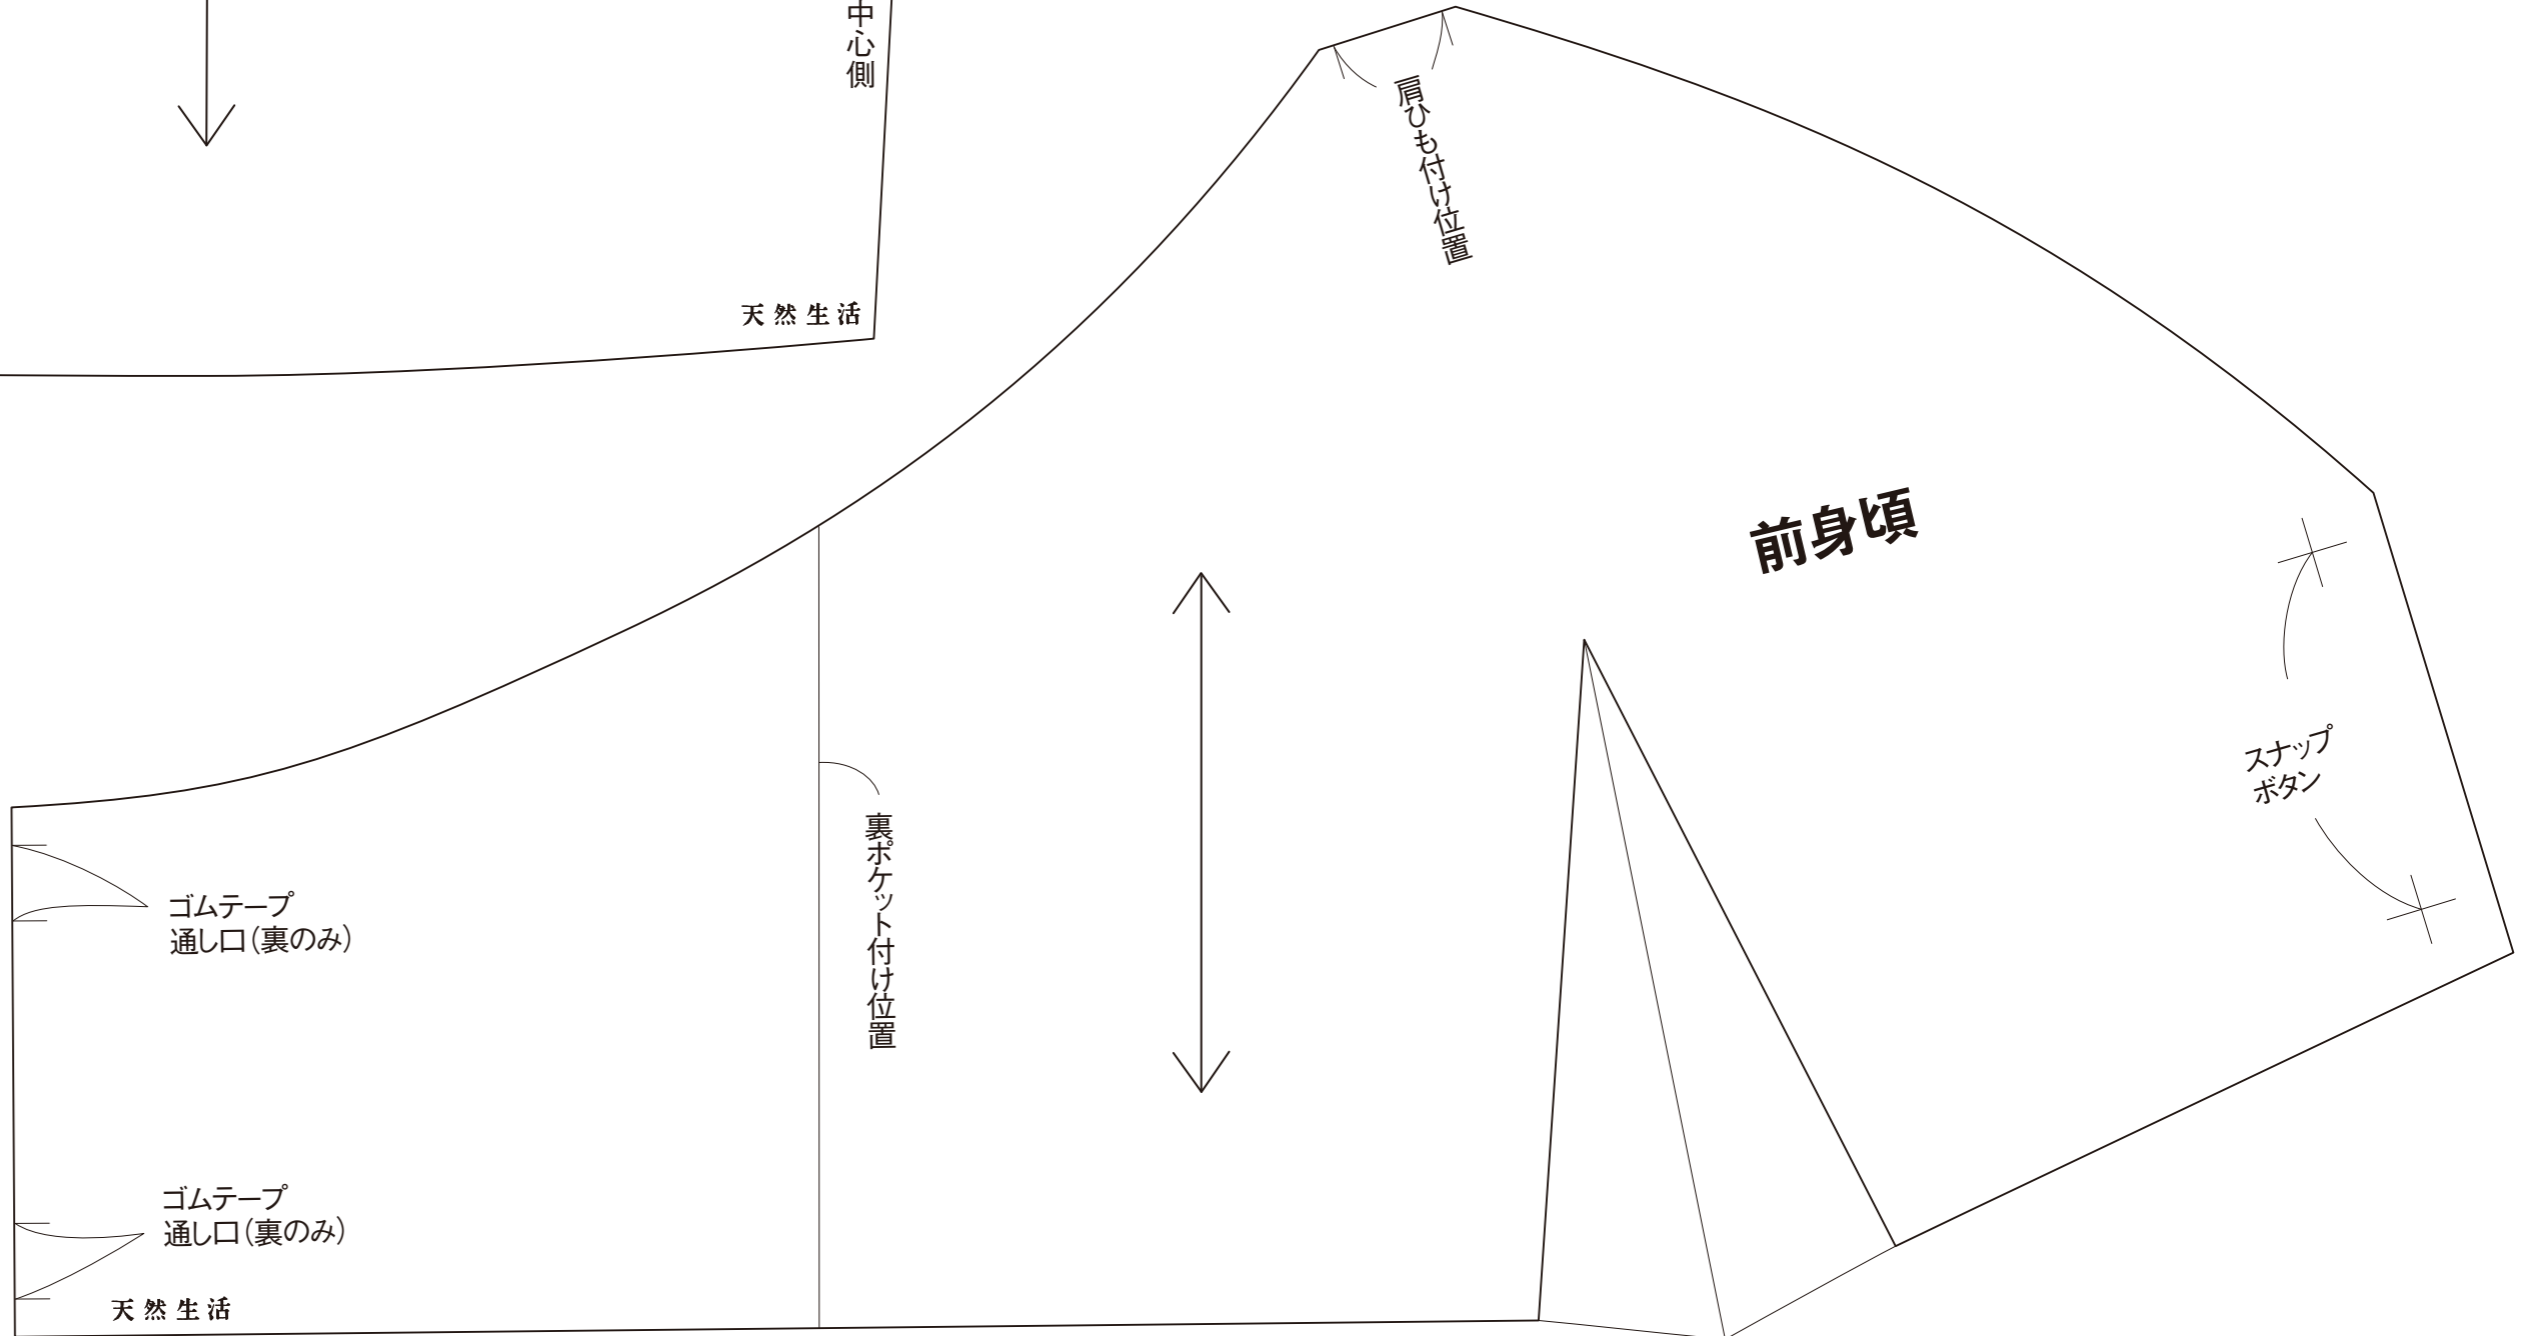 中心側
天然生活
肩ひも付け位置
前身頃
スナップ
ボタン
裏ポケット付け位置
ゴムテープ
通し口（裏のみ）
ゴムテープ
通し口（裏のみ）
天然生活